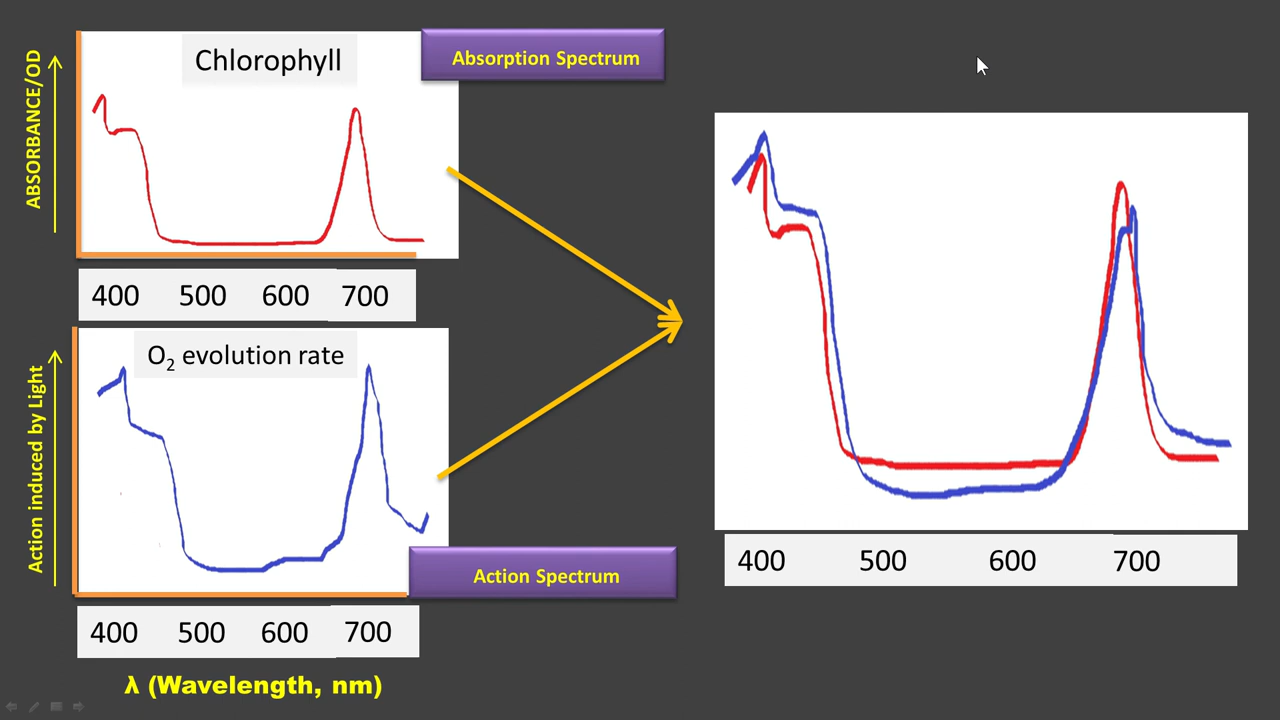 Absorption Spectrum
Chlorophyll
ABSORBANCE/OD
400 500 600 700
O₂ evolution rate
Action induced by Light
Action Spectrum
400 500 600 700
λ (Wavelength, nm)
400 500 600 700